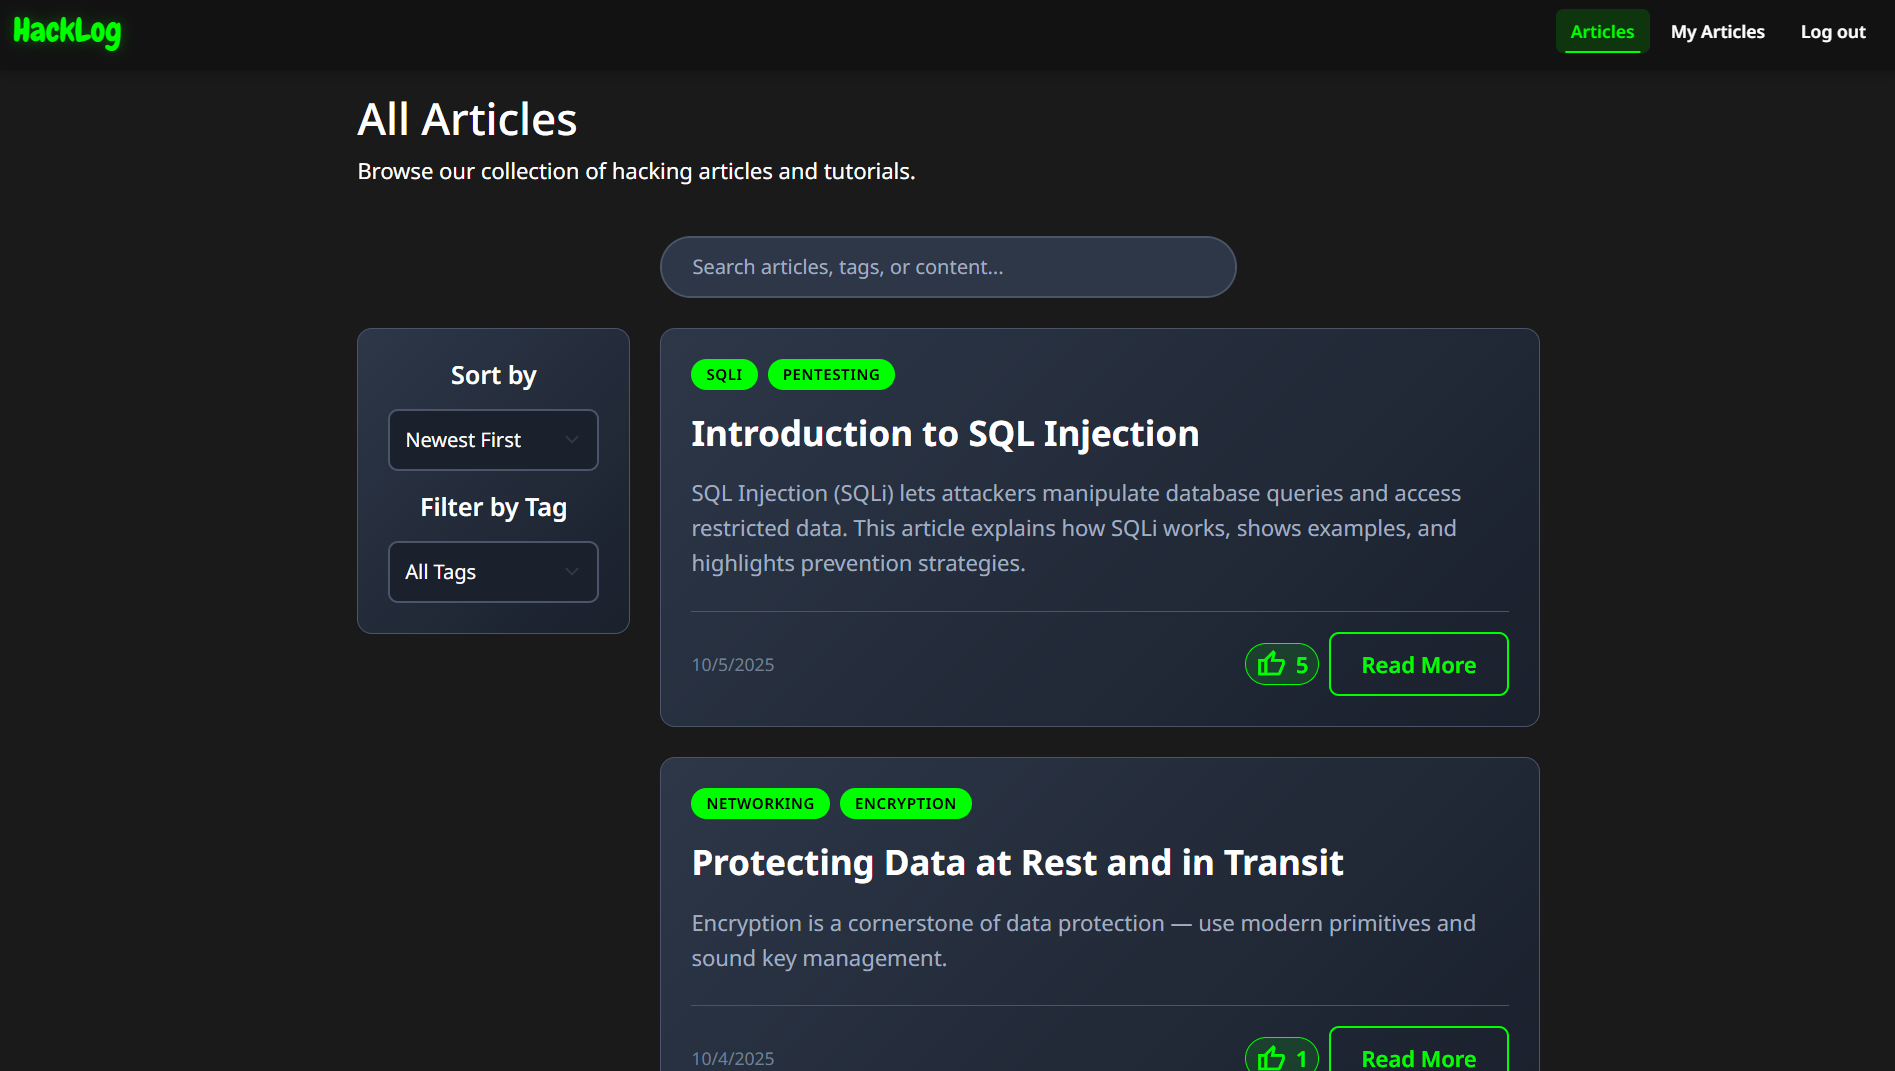 HackLog
Articles
My Articles
Log out
All Articles
Browse our collection of hacking articles and tutorials.
Search articles, tags, or content...
Sort by
Newest First
Filter by Tag
All Tags
SQLI
PENTESTING
Introduction to SQL Injection
SQL Injection (SQLi) lets attackers manipulate database queries and access
restricted data. This article explains how SQLi works, shows examples, and
highlights prevention strategies.
10/5/2025
5
Read More
NETWORKING
ENCRYPTION
Protecting Data at Rest and in Transit
Encryption is a cornerstone of data protection — use modern primitives and
sound key management.
10/4/2025
1
Read More